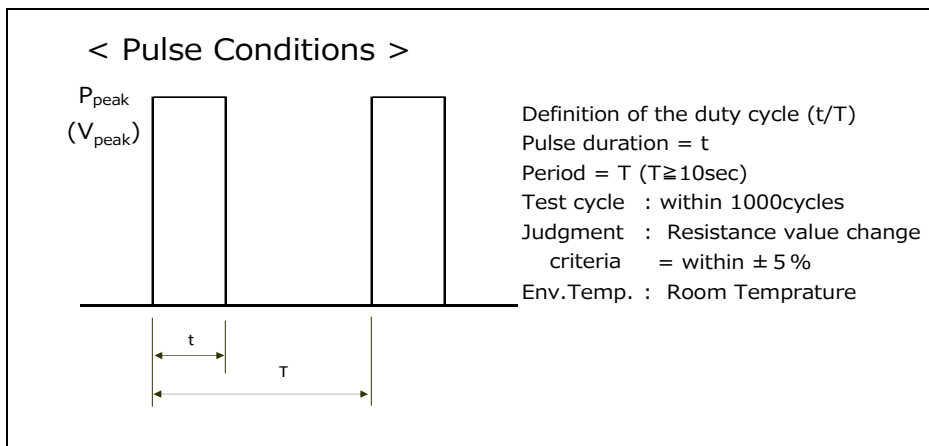 < Pulse Conditions >
Ppeak
(Vpeak)
Definition of the duty cycle (t/T)
Pulse duration = t
Period = T (T≧10sec)
Test cycle : within 1000cycles
Judgment : Resistance value change
criteria = within ± 5 %
Env.Temp. : Room Temprature
t
T